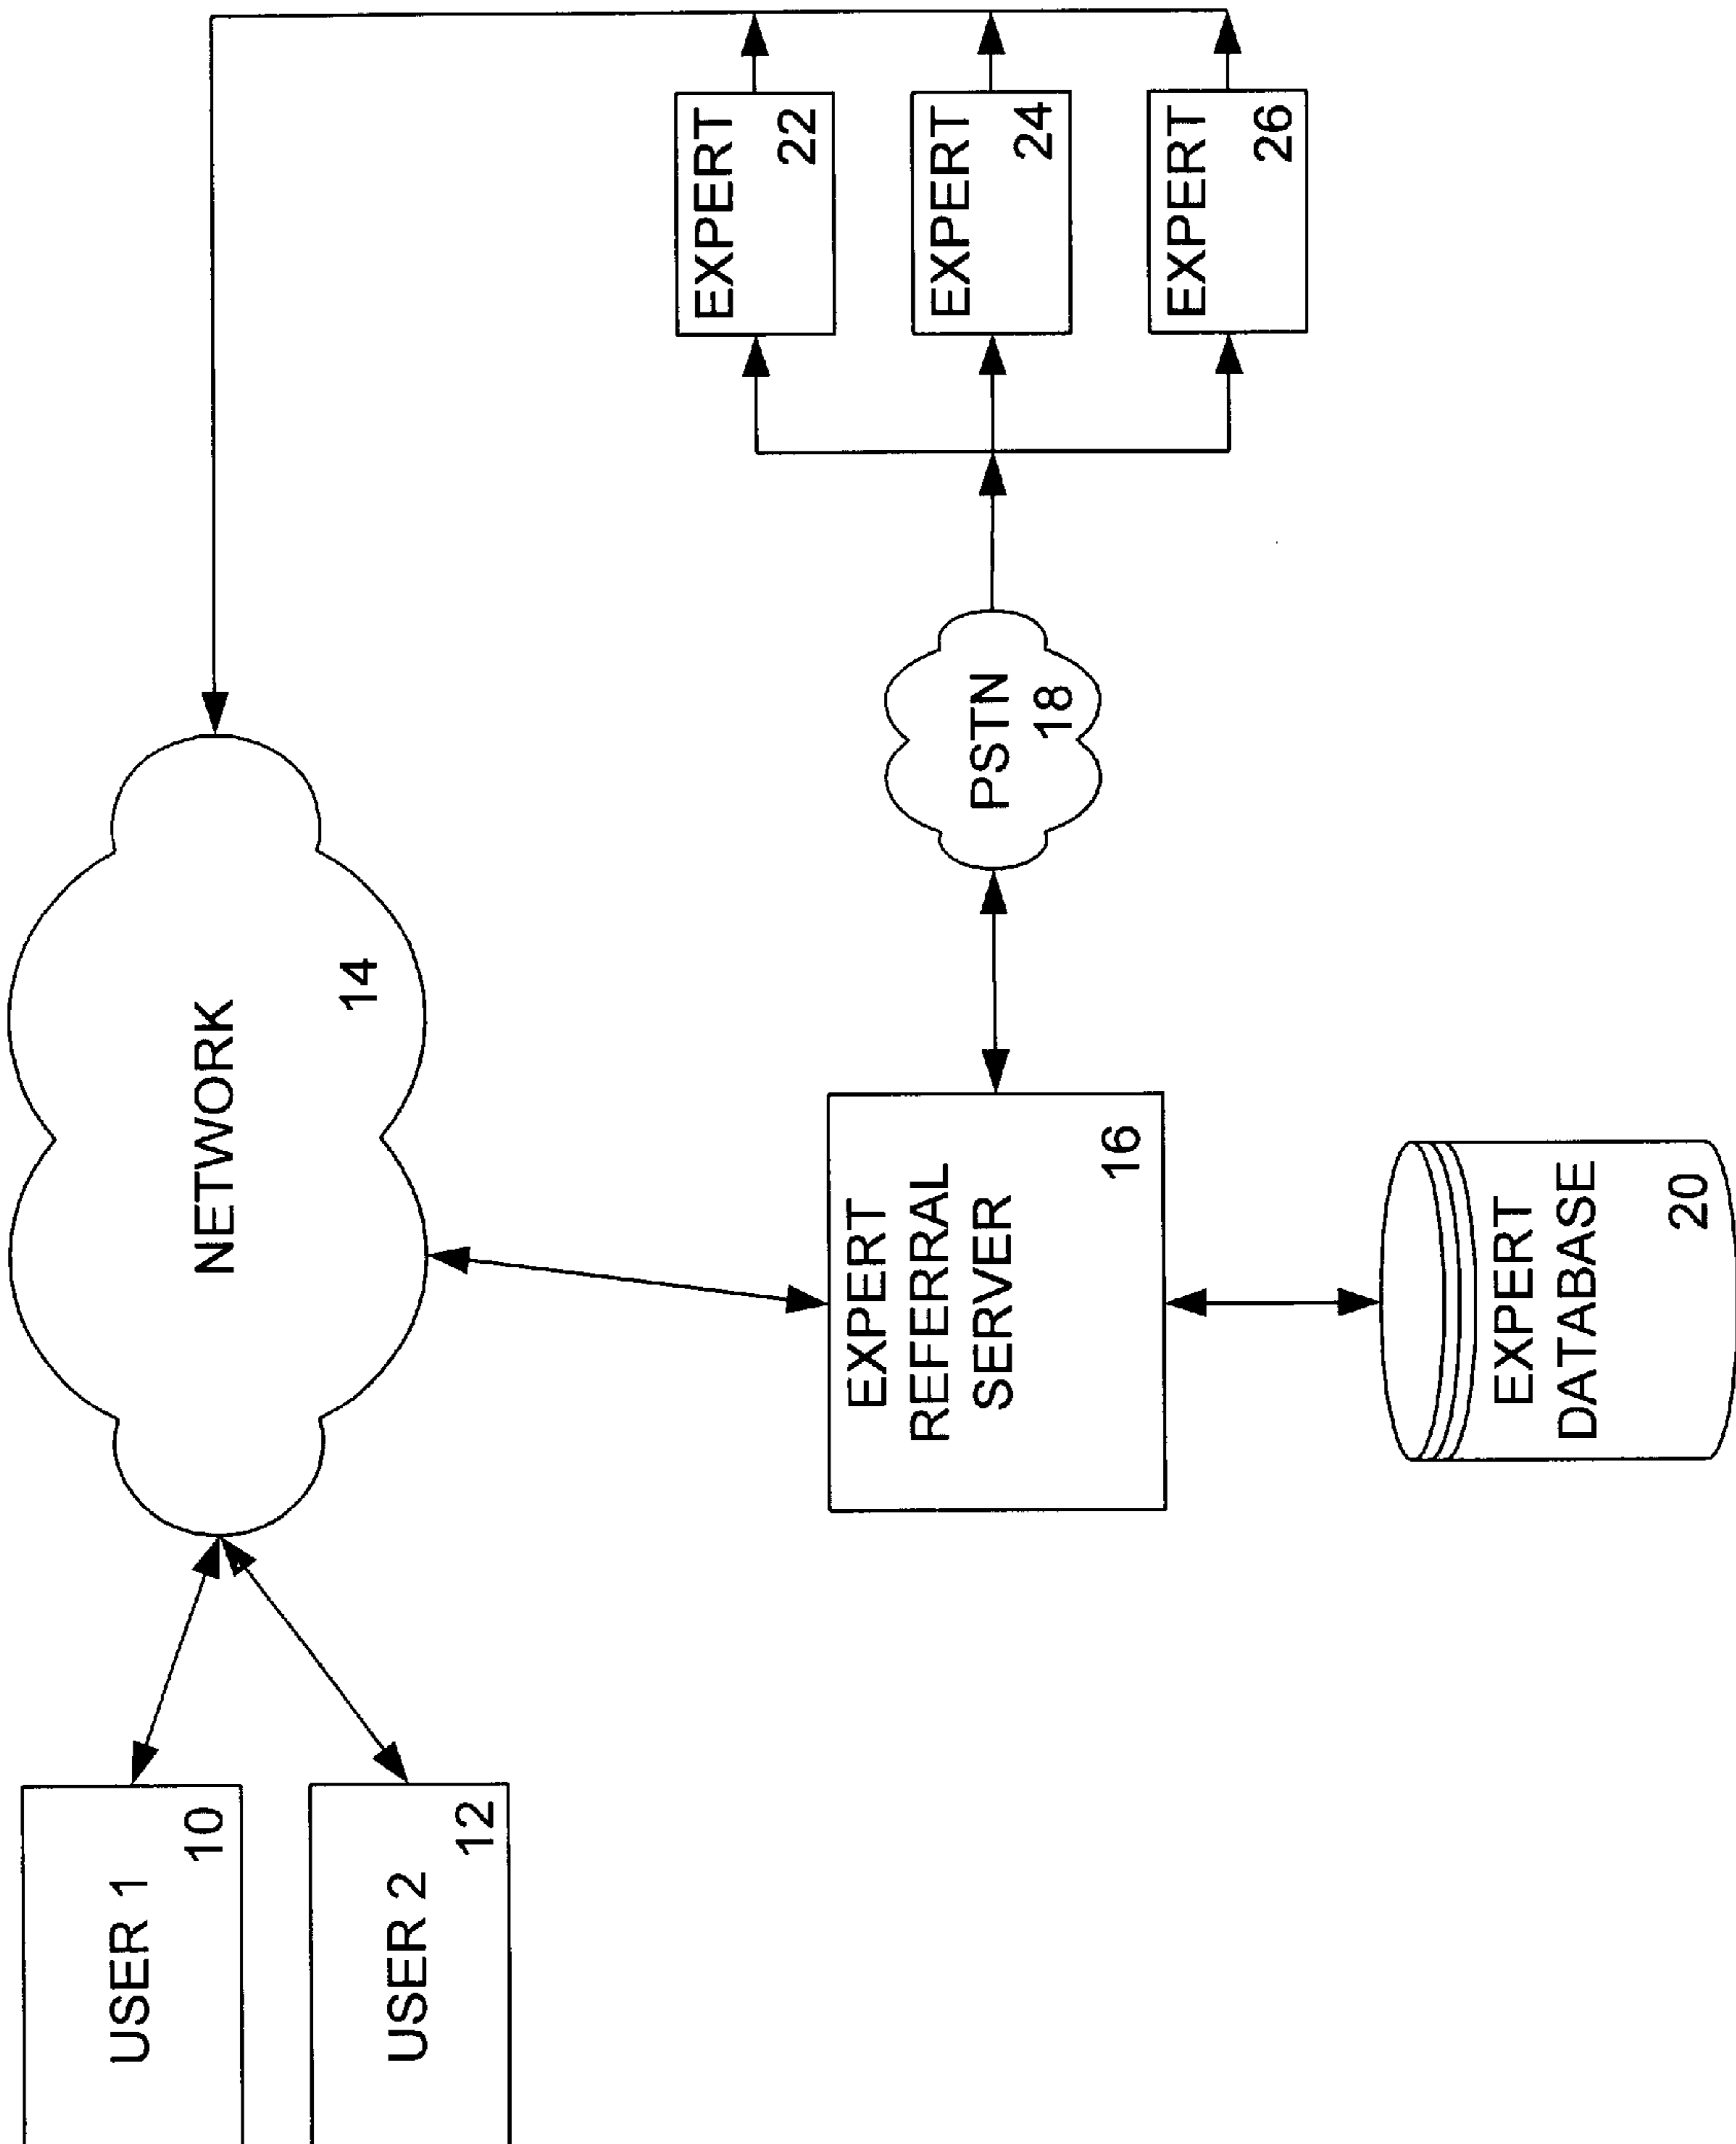 USER 1
10
USER 2
12
NETWORK
14
EXPERT
REFERRAL
SERVER
16
EXPERT
DATABASE
20
PSTN
18
EXPERT
22
EXPERT
24
EXPERT
26